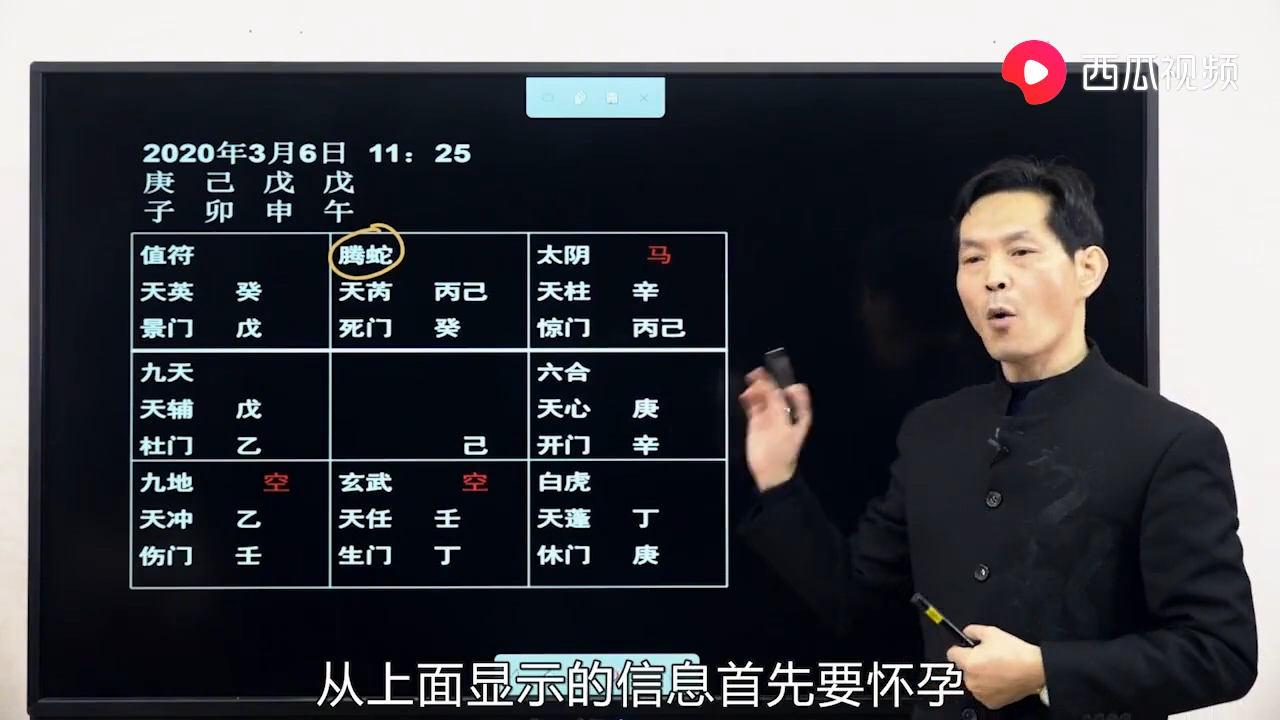 西瓜视频
2020年3月6日 11：25
庚 己 戊 戊
子 卯 申 午
值符 腾蛇 太阴 马
天英 癸 天芮 丙己 天柱 辛
景门 戊 死门 癸 惊门 丙己
九天 六合
天辅 戊 天心 庚
杜门 乙 己 开门 辛
九地 空 玄武 空 白虎
天冲 乙 天任 壬 天蓬 丁
伤门 壬 生门 丁 休门 庚
从上面显示的信息首先要怀孕